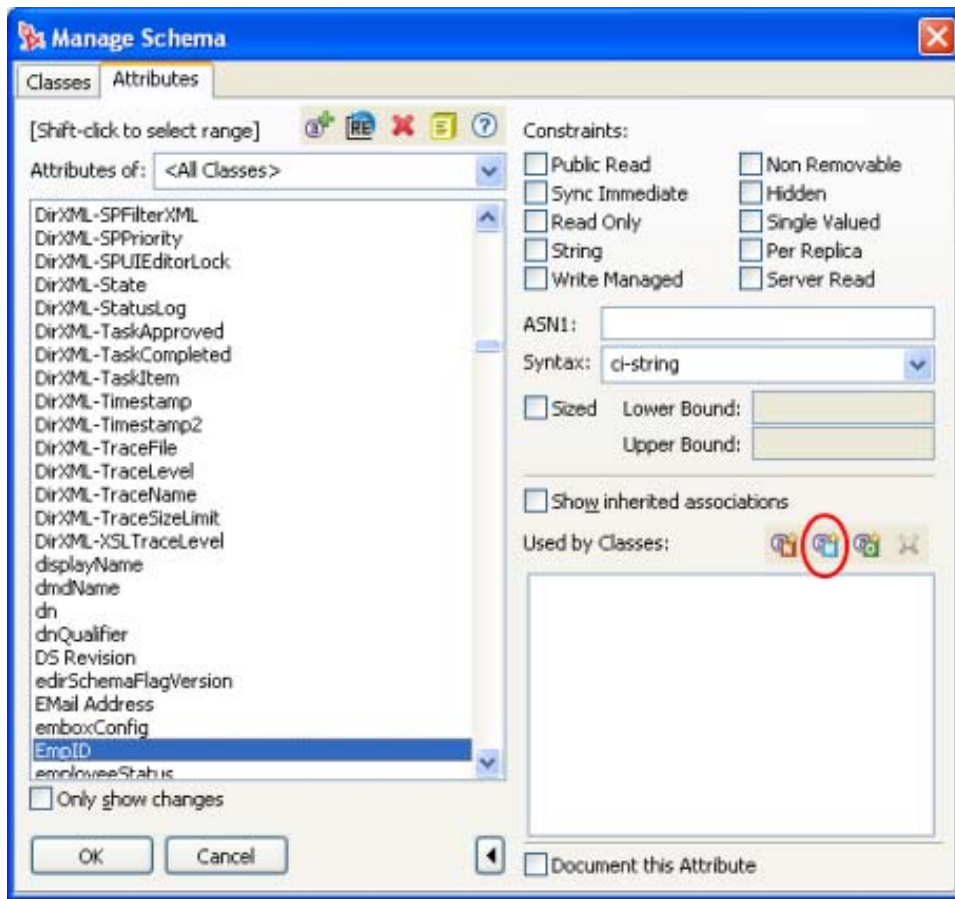 Manage Schema
Classes Attributes
[Shift-click to select range]
RE
?
Attributes of: <All Classes>
DirXML-SPFilterXML
DirXML-SPPriority
DirXML-SPUIEditorLock
DirXML-State
DirXML-StatusLog
DirXML-TaskApproved
DirXML-TaskCompleted
DirXML-TaskItem
DirXML-Timestamp
DirXML-Timestamp2
DirXML-TraceFile
DirXML-TraceLevel
DirXML-TraceName
DirXML-TraceSizeLimit
DirXML-XSLTraceLevel
displayName
dmdName
dn
dnQualifier
DS Revision
edirSchemaFlagVersion
EMail Address
emboxConfig
EmpID
employeeStatus
Only show changes
OK Cancel
Constraints:
Public Read Non Removable
Sync Immediate Hidden
Read Only Single Valued
String Per Replica
Write Managed Server Read
ASN1:
Syntax: ci-string
Sized Lower Bound:
Upper Bound:
Show inherited associations
Used by Classes:
Document this Attribute